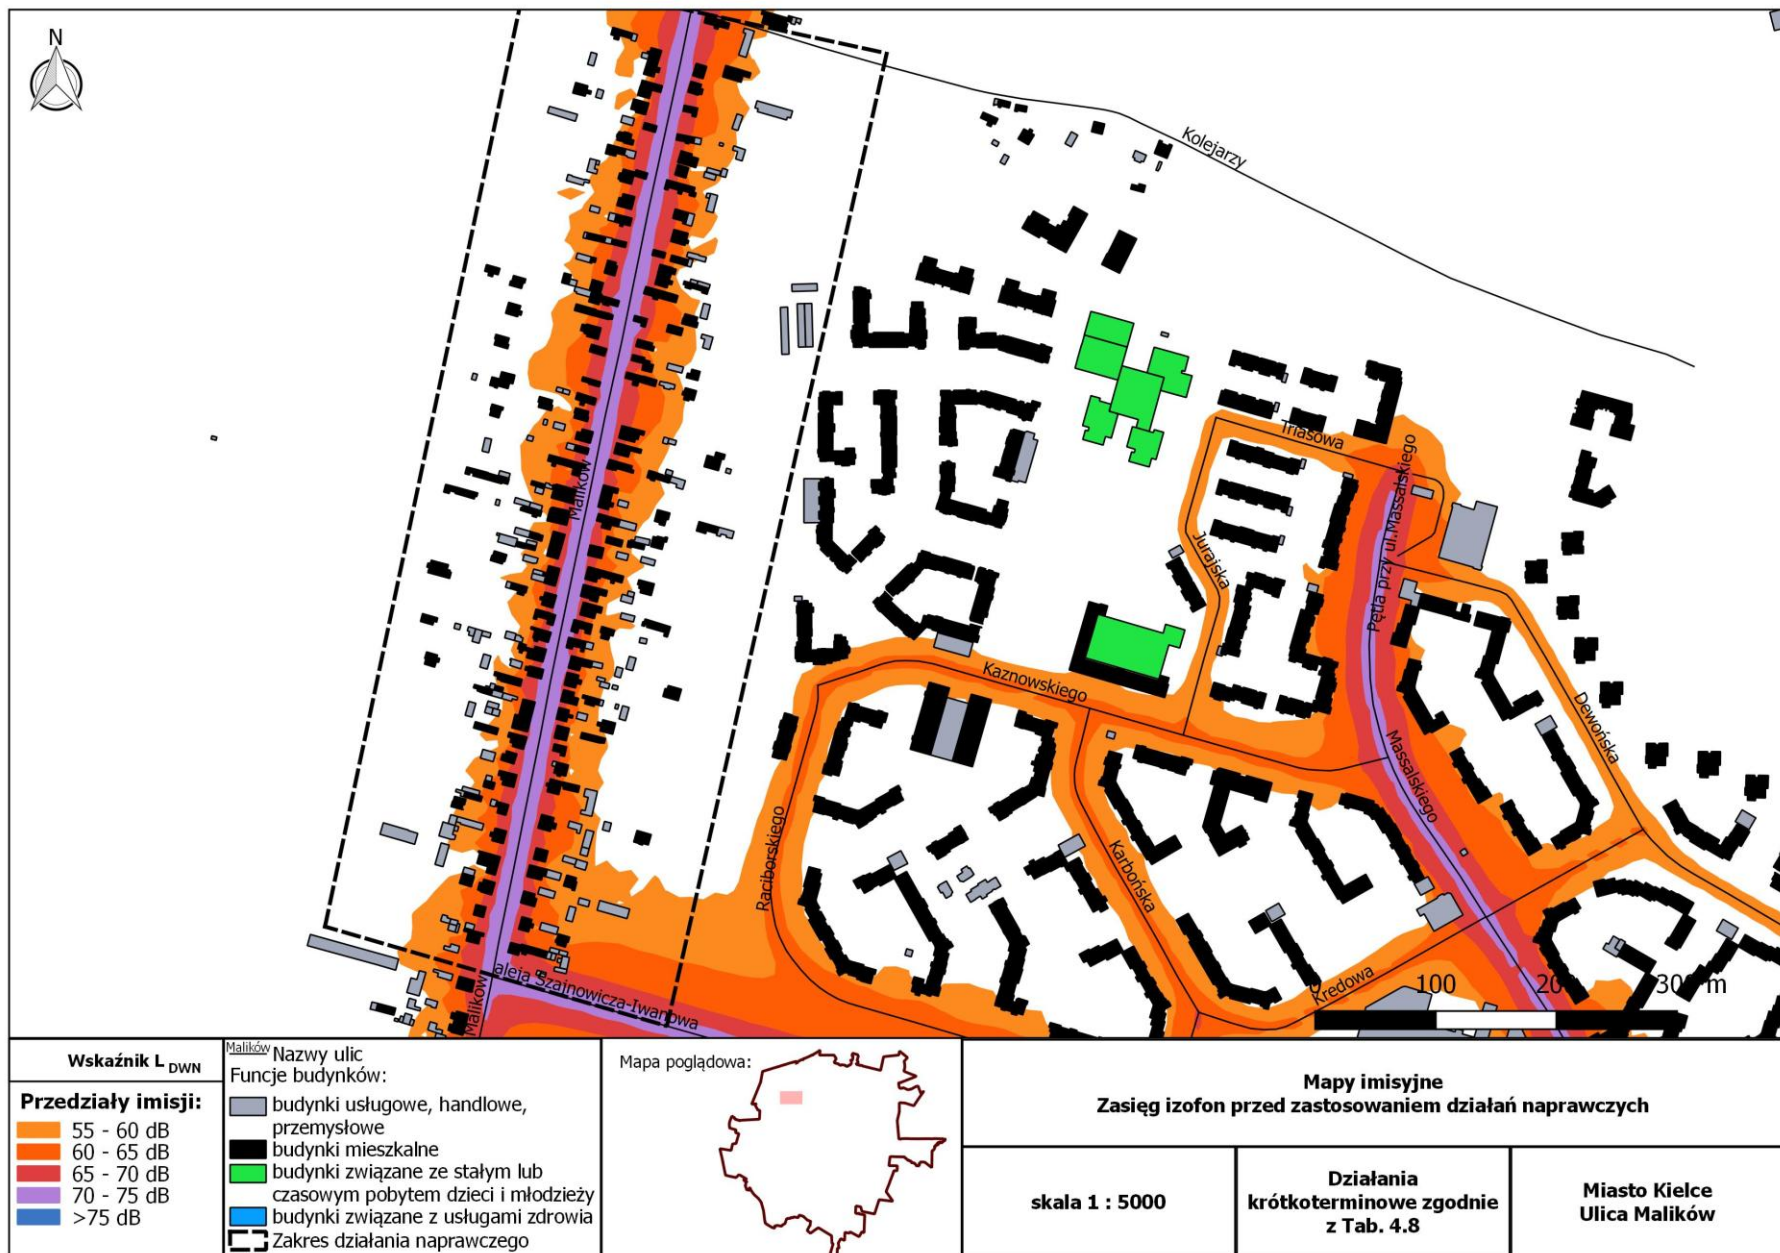 N
Kolejarzy
Triasowa
Pętla przy ul.Massalskiego
Malików
Jurajska
Kaznowskiego
Dewońska
Massalskiego
Raciborskiego
Karbońska
aleja Szajnowicza-Iwanowa
Malików
Kredowa
0 100 200 300 m
Wskaźnik L DWN
Przedziały imisji:
55 - 60 dB
60 - 65 dB
65 - 70 dB
70 - 75 dB
>75 dB
Malików Nazwy ulic
Funcje budynków:
budynki usługowe, handlowe,
przemysłowe
budynki mieszkalne
budynki związane ze stałym lub
czasowym pobytem dzieci i młodzieży
budynki związane z usługami zdrowia
Zakres działania naprawczego
Mapa poglądowa:
Mapy imisyjne
Zasięg izofon przed zastosowaniem działań naprawczych
skala 1 : 5000
Działania
krótkoterminowe zgodnie
z Tab. 4.8
Miasto Kielce
Ulica Malików